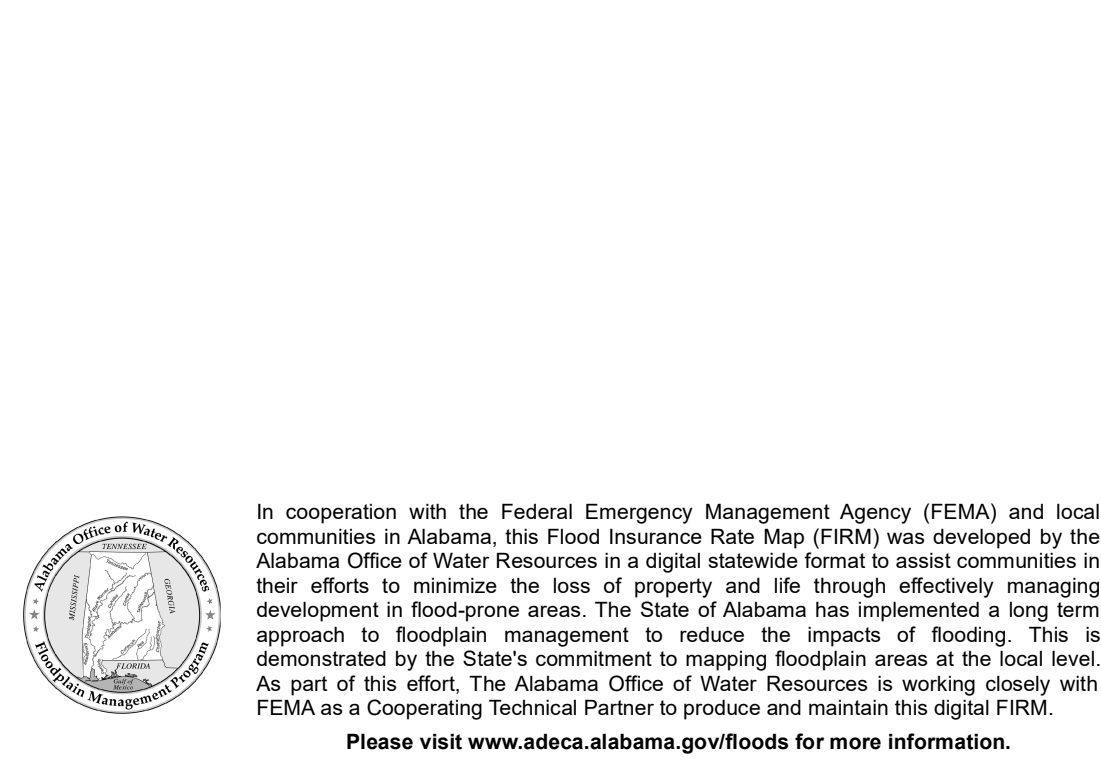 Alabama Office of Water Resources
TENNESSEE
MISSISSIPPI
GEORGIA
FLORIDA
Gulf of
Mexico
Floodplain Management Program
In cooperation with the Federal Emergency Management Agency (FEMA) and local
communities in Alabama, this Flood Insurance Rate Map (FIRM) was developed by the
Alabama Office of Water Resources in a digital statewide format to assist communities in
their efforts to minimize the loss of property and life through effectively managing
development in flood-prone areas. The State of Alabama has implemented a long term
approach to floodplain management to reduce the impacts of flooding. This is
demonstrated by the State's commitment to mapping floodplain areas at the local level.
As part of this effort, The Alabama Office of Water Resources is working closely with
FEMA as a Cooperating Technical Partner to produce and maintain this digital FIRM.
Please visit www.adeca.alabama.gov/floods for more information.